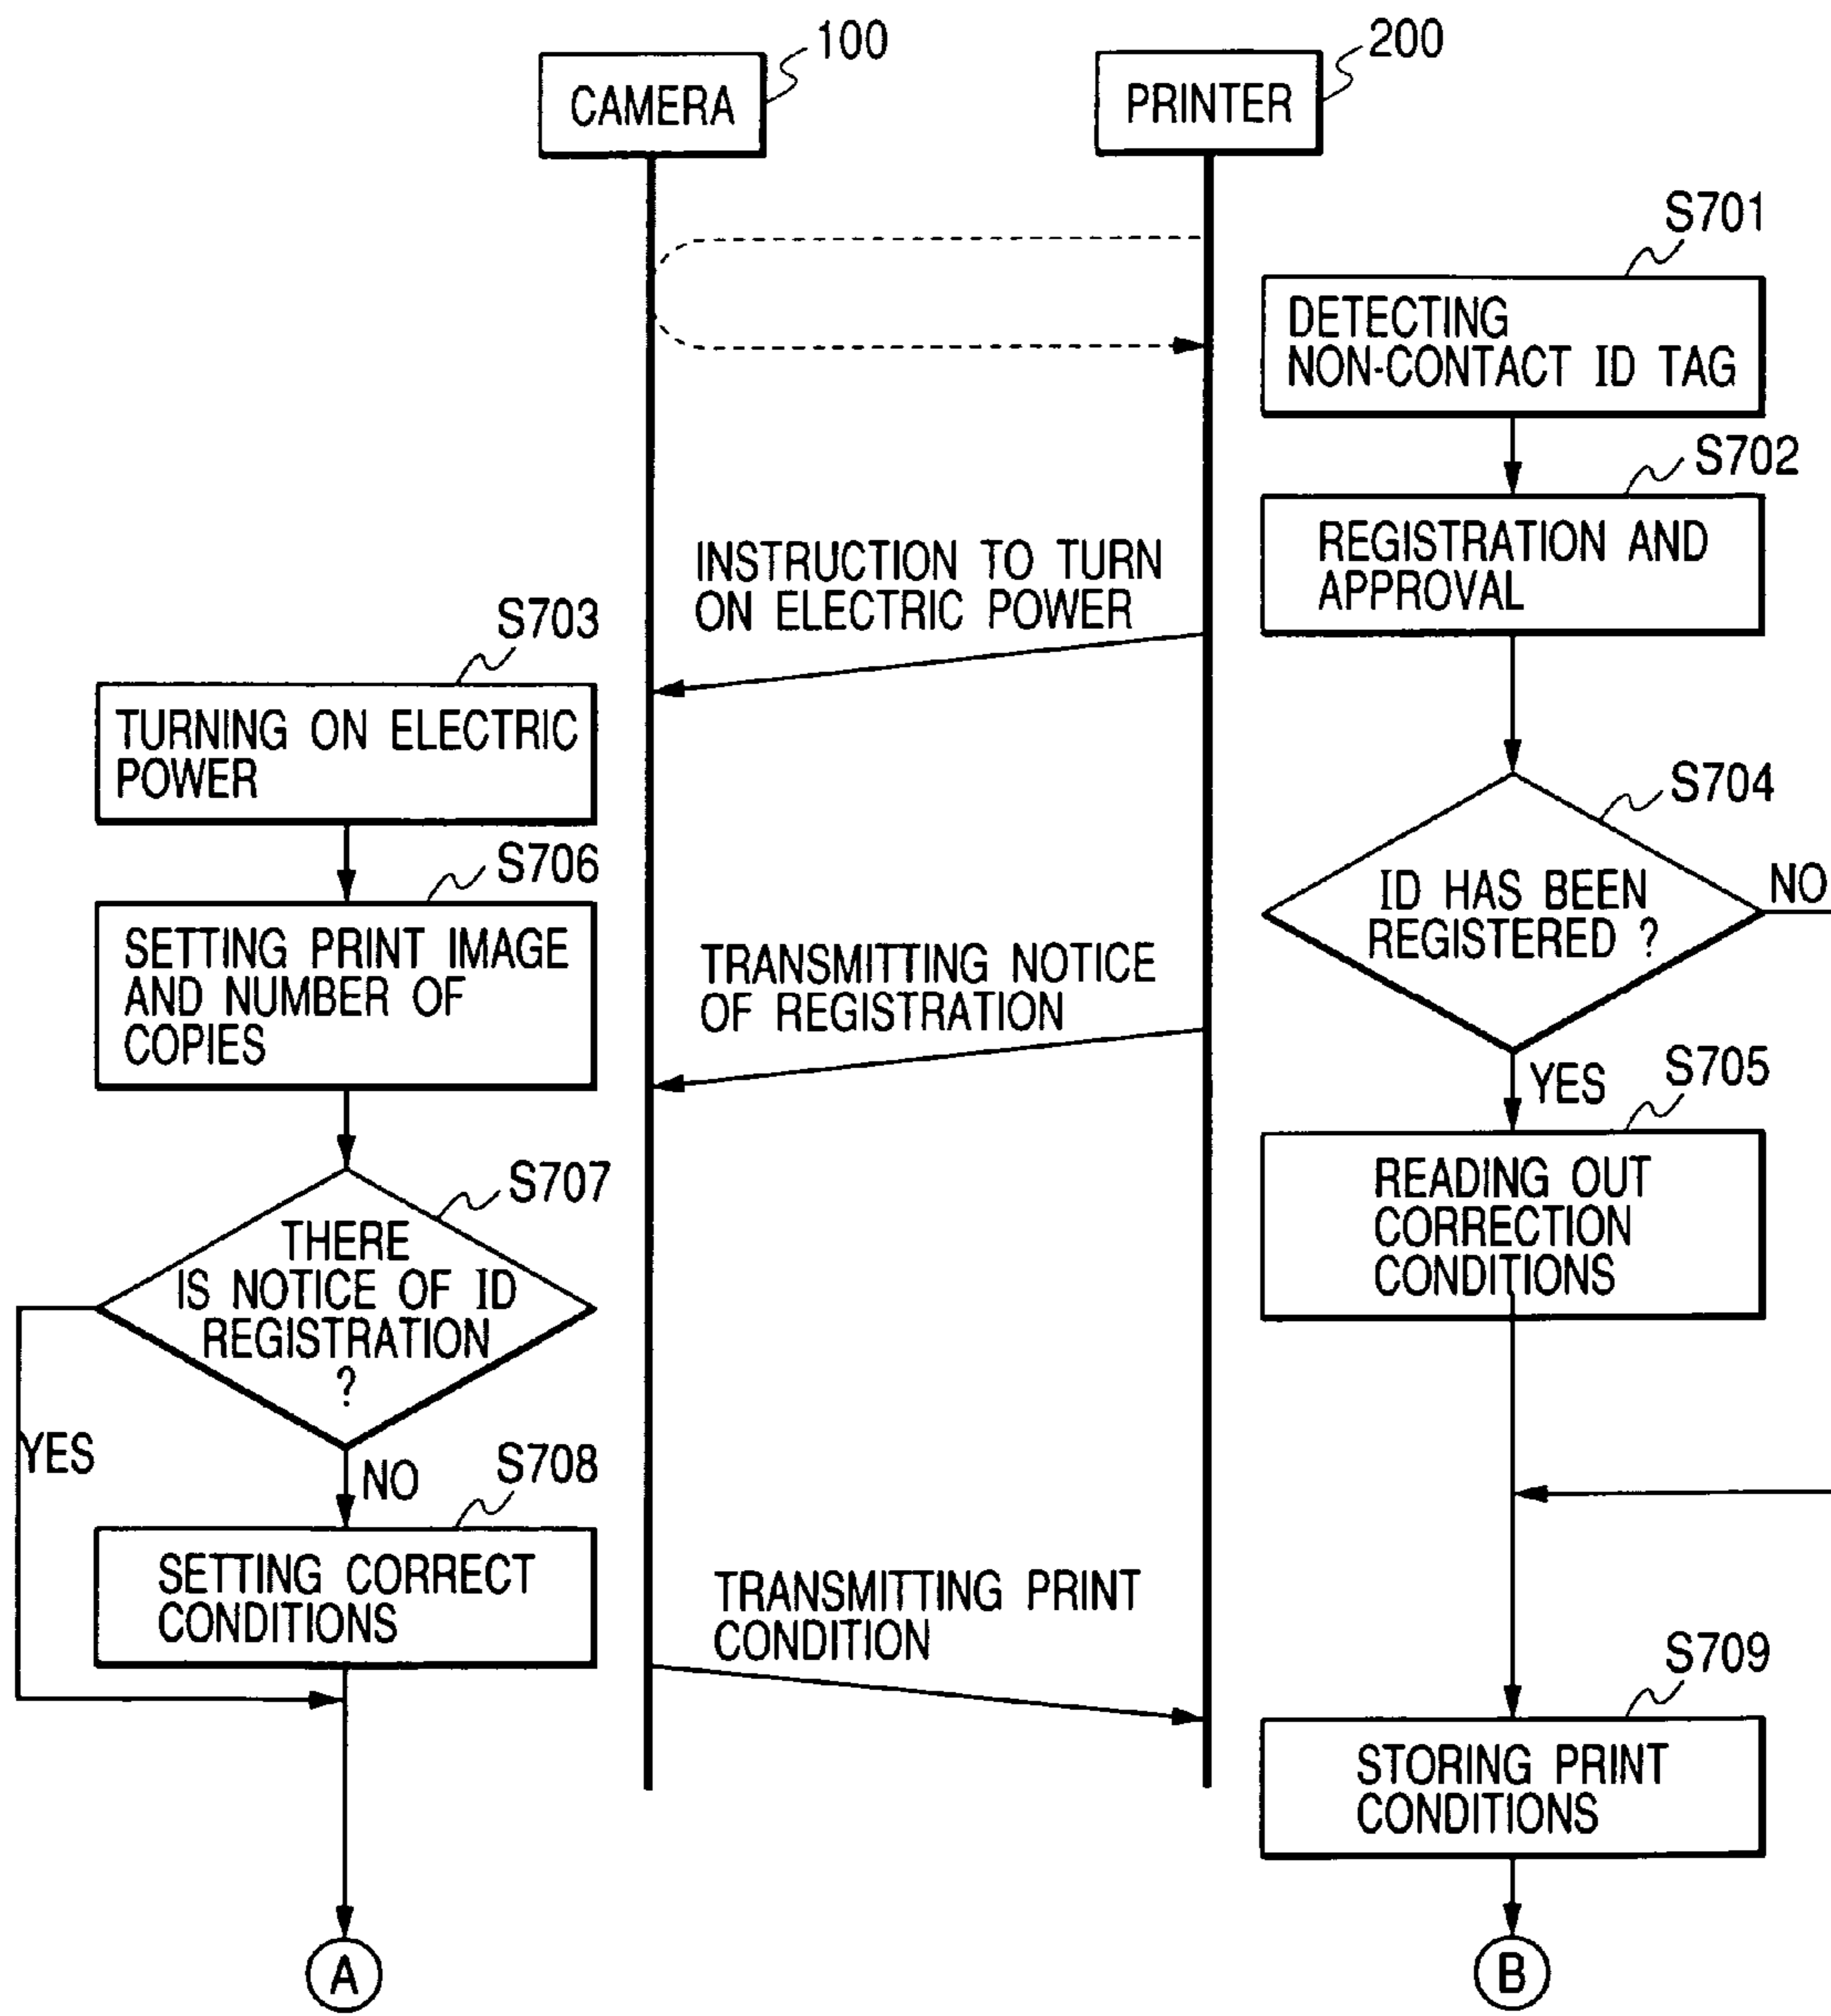 100
200
CAMERA
PRINTER
S701
DETECTING
NON-CONTACT ID TAG
S702
REGISTRATION AND
APPROVAL
INSTRUCTION TO TURN
ON ELECTRIC POWER
S703
TURNING ON ELECTRIC
POWER
S704
ID HAS BEEN
REGISTERED ?
NO
S706
SETTING PRINT IMAGE
AND NUMBER OF
COPIES
TRANSMITTING NOTICE
OF REGISTRATION
YES
S705
READING OUT
CORRECTION
CONDITIONS
S707
THERE
IS NOTICE OF ID
REGISTRATION
?
YES
NO
S708
SETTING CORRECT
CONDITIONS
TRANSMITTING PRINT
CONDITION
S709
STORING PRINT
CONDITIONS
A
B